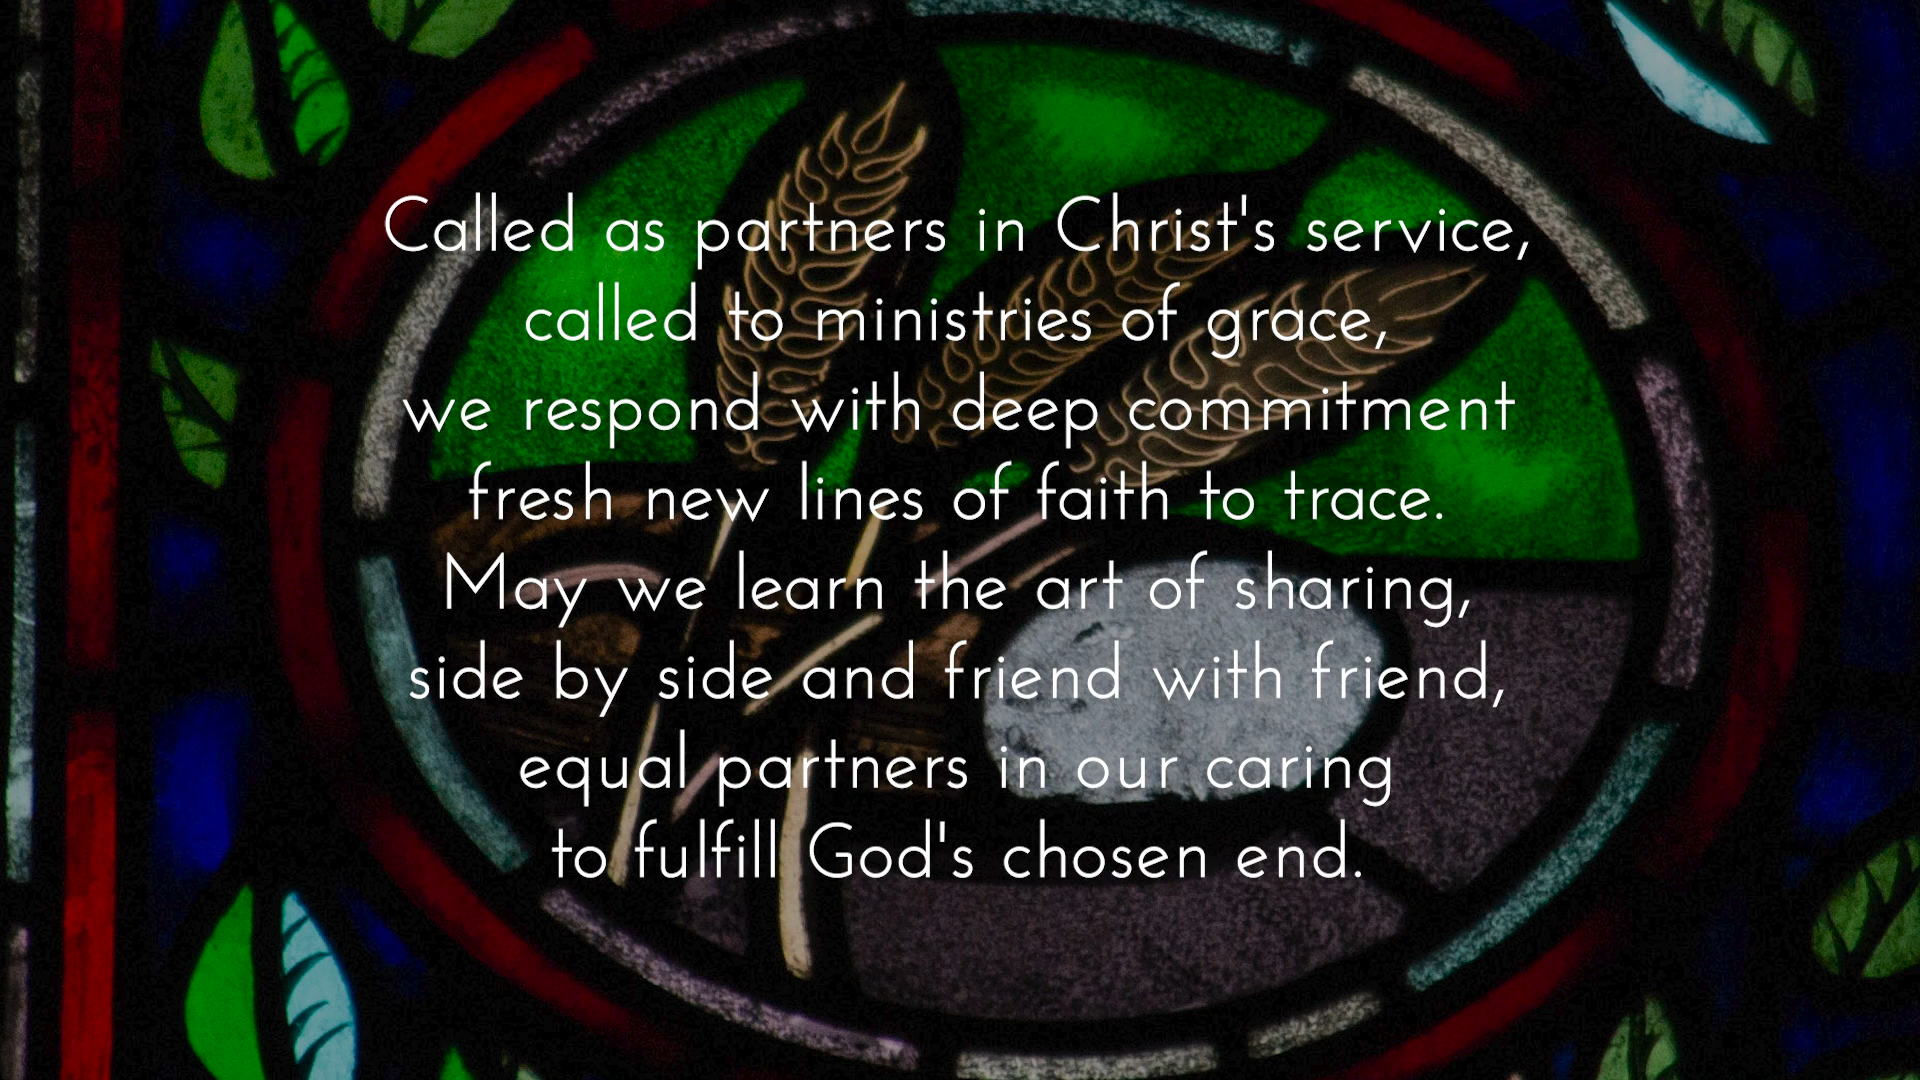 Called as partners in Christ's service,
called to ministries of grace,
we respond with deep commitment
fresh new lines of faith to trace.
May we learn the art of sharing,
side by side and friend with friend,
equal partners in our caring
to fulfill God's chosen end.